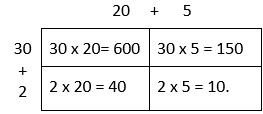 20 + 5
30 30 x 20= 600 30 x 5 = 150
+
2 2 x 20 = 40 2 x 5 = 10.